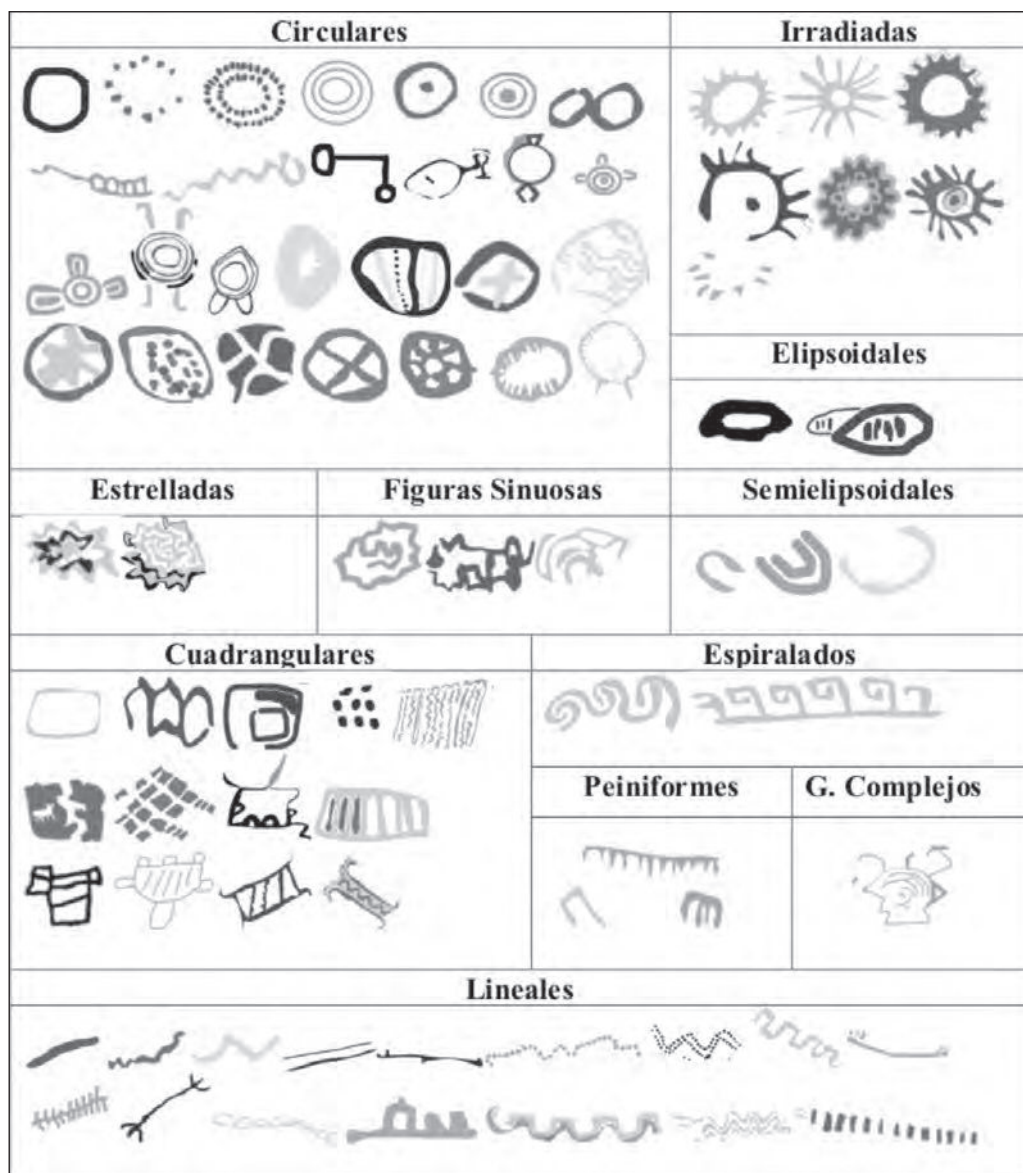 Circulares
Irradiadas
Elipsoidales
Estrelladas
Figuras Sinuosas
Semielipsoidales
Cuadrangulares
Espiralados
Peiniformes
G. Complejos
Lineales